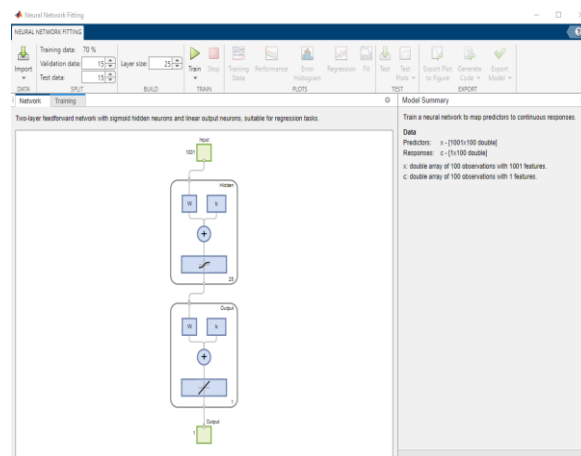 Neural Network Fitting
NEURAL NETWORK FITTING
Import
Training data: 70 %
Validation data: 15
Test data: 15
Layer size: 25
Train
Stop
Training State
Performance
Error Histogram
Regression
Fit
Test
Test Plots
Export Plot to Figure
Generate Code
Export Model
DATA
SPLIT
BUILD
TRAIN
PLOTS
TEST
EXPORT
Network
Training
Two-layer feedforward network with sigmoid hidden neurons and linear output neurons, suitable for regression tasks.
Input
1001
Hidden
W
b
+
25
Output
W
b
+
1
Output
1
Model Summary
Train a neural network to map predictors to continuous responses.
Data
Predictors: x - [1001x100 double]
Responses: c - [1x100 double]
x: double array of 100 observations with 1001 features.
c: double array of 100 observations with 1 features.